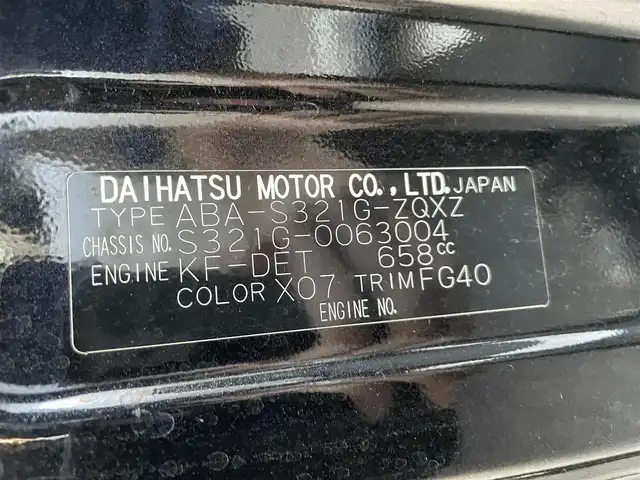 DAIHATSU MOTOR CO.,LTD. JAPAN
TYPE ABA-S321G-ZQXZ
CHASSIS NO. S321G-0063004
ENGINE KF-DET 658cc
COLOR X07 TRIM FG40
ENGINE NO.